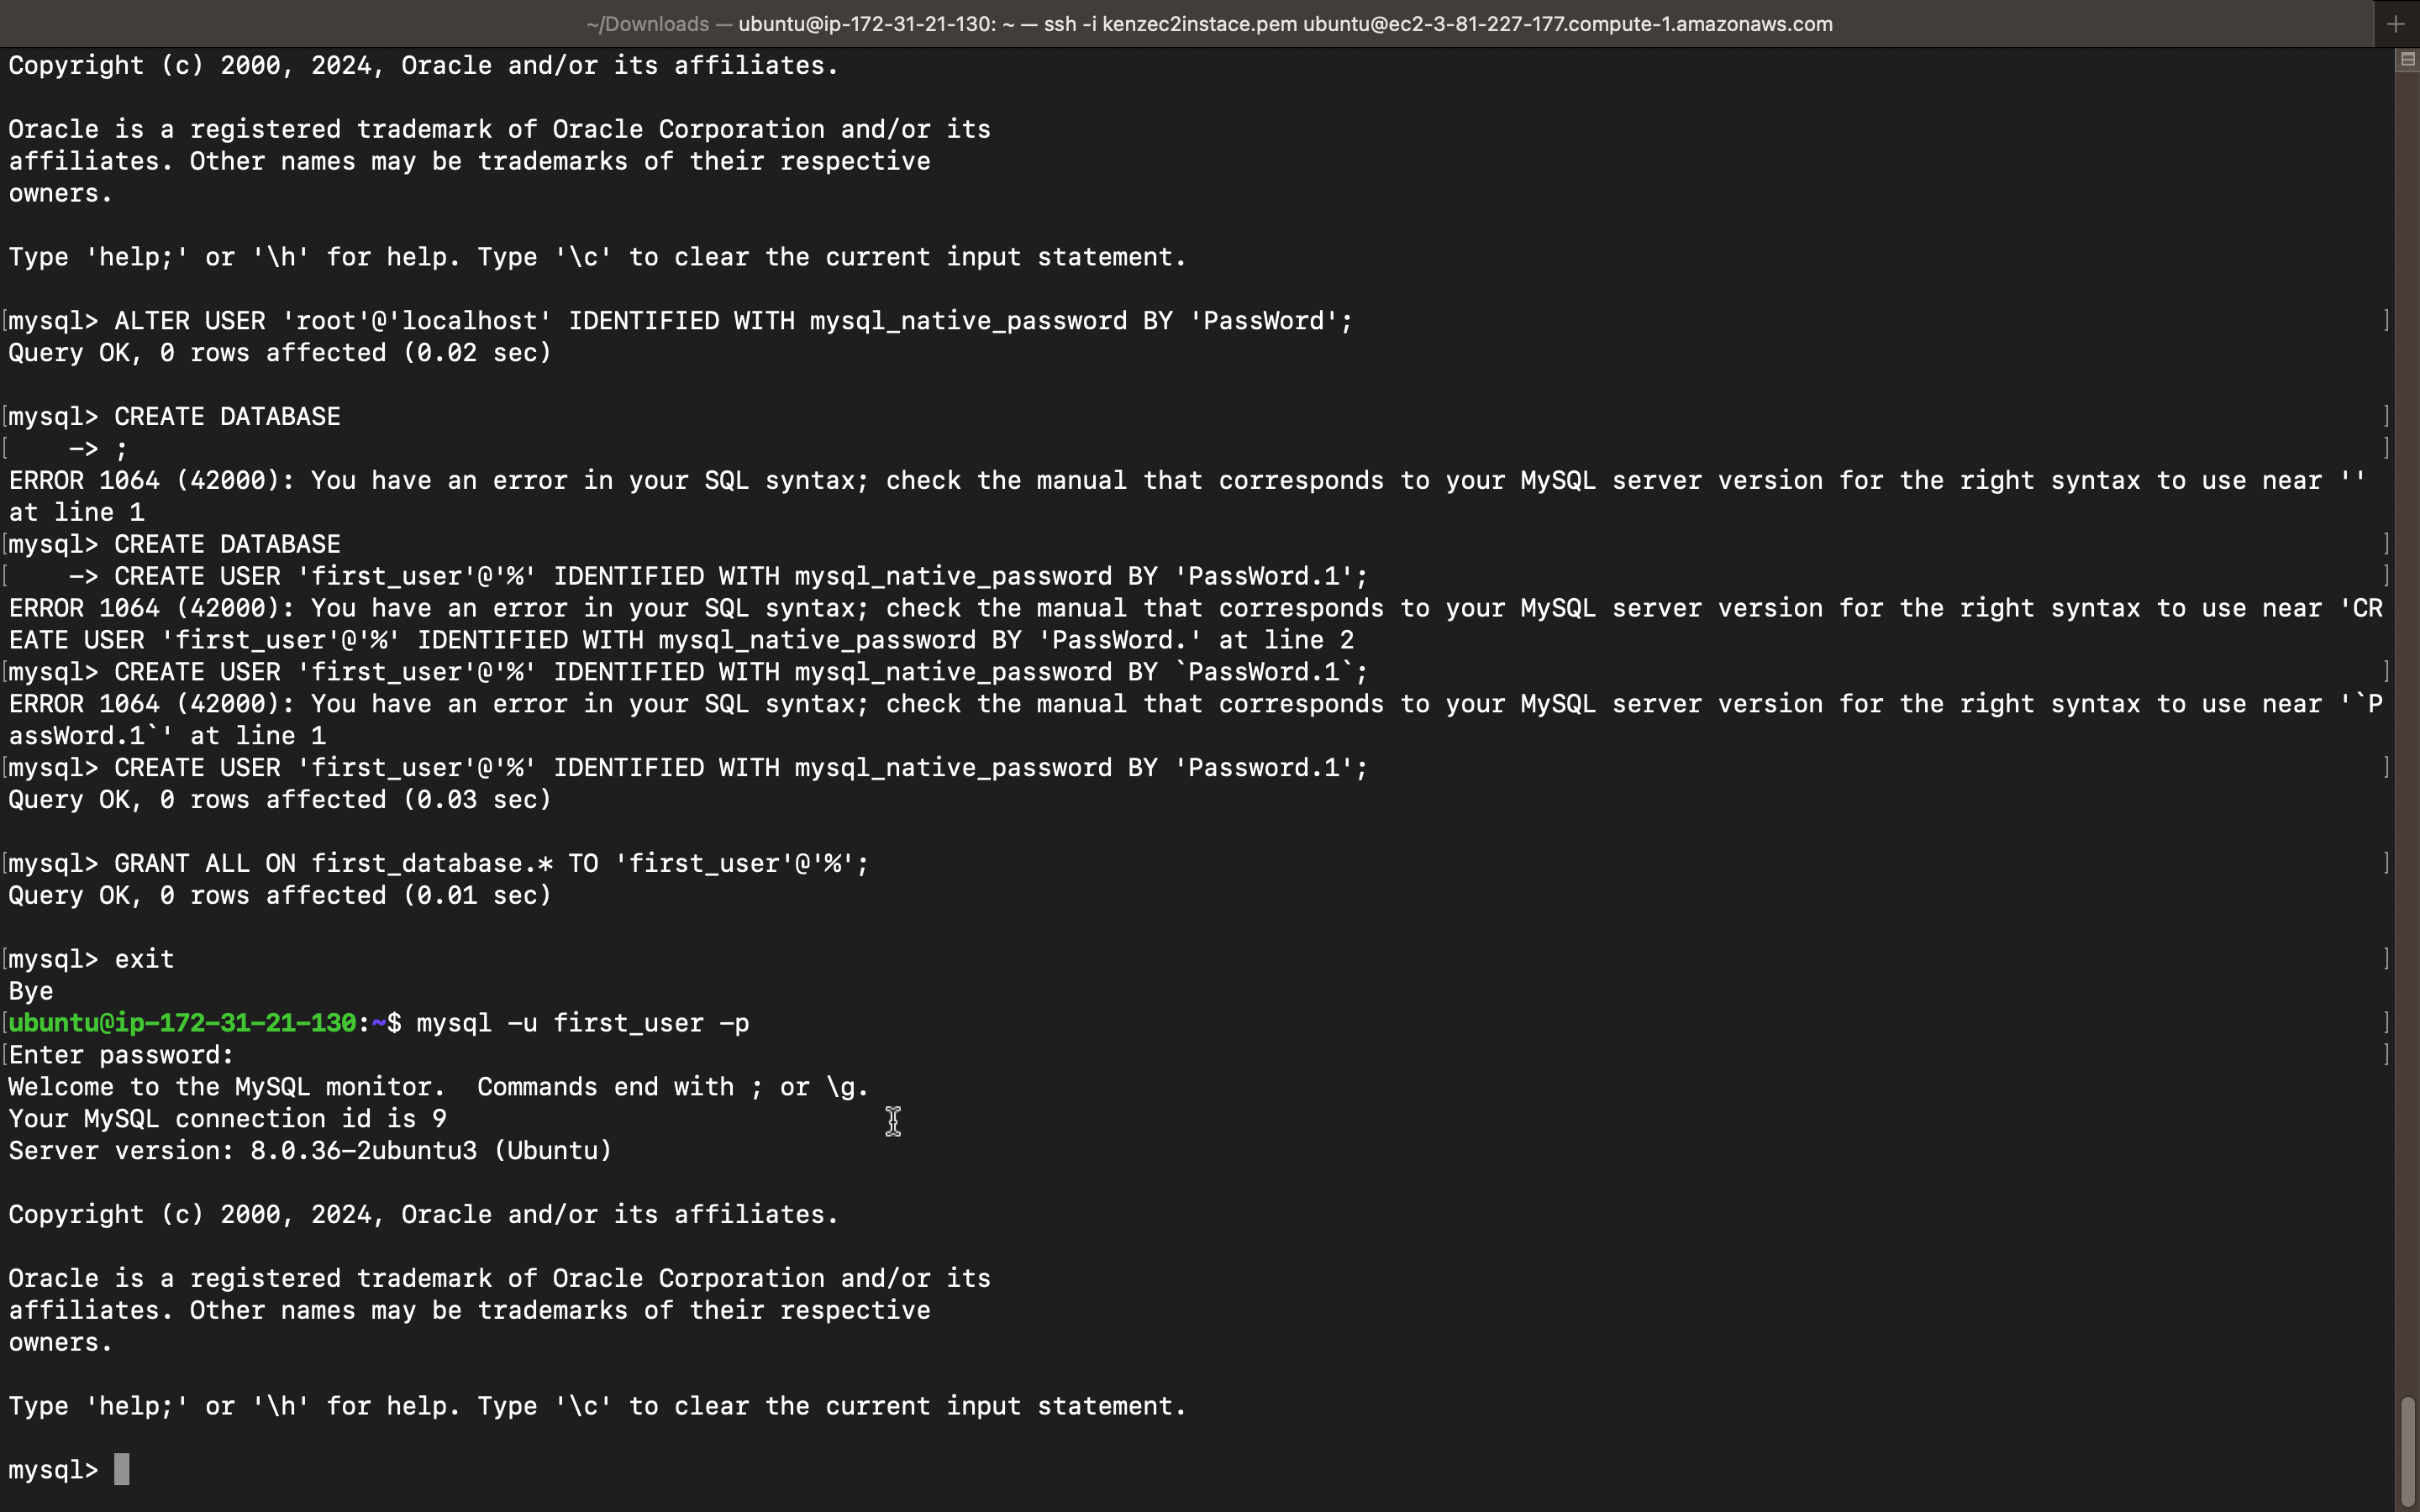 ~/Downloads — ubuntu@ip-172-31-21-130: ~ — ssh -i kenzec2instace.pem ubuntu@ec2-3-81-227-177.compute-1.amazonaws.com
Copyright (c) 2000, 2024, Oracle and/or its affiliates.
Oracle is a registered trademark of Oracle Corporation and/or its
affiliates. Other names may be trademarks of their respective
owners.
Type 'help;' or '\h' for help. Type '\c' to clear the current input statement.
[mysql> ALTER USER 'root'@'localhost' IDENTIFIED WITH mysql_native_password BY 'PassWord'; ]
Query OK, 0 rows affected (0.02 sec)
[mysql> CREATE DATABASE ]
[    -> ; ]
ERROR 1064 (42000): You have an error in your SQL syntax; check the manual that corresponds to your MySQL server version for the right syntax to use near ''
at line 1
[mysql> CREATE DATABASE ]
[    -> CREATE USER 'first_user'@'%' IDENTIFIED WITH mysql_native_password BY 'PassWord.1'; ]
ERROR 1064 (42000): You have an error in your SQL syntax; check the manual that corresponds to your MySQL server version for the right syntax to use near 'CR
EATE USER 'first_user'@'%' IDENTIFIED WITH mysql_native_password BY 'PassWord.' at line 2
[mysql> CREATE USER 'first_user'@'%' IDENTIFIED WITH mysql_native_password BY `PassWord.1`; ]
ERROR 1064 (42000): You have an error in your SQL syntax; check the manual that corresponds to your MySQL server version for the right syntax to use near '`P
assWord.1`' at line 1
[mysql> CREATE USER 'first_user'@'%' IDENTIFIED WITH mysql_native_password BY 'Password.1'; ]
Query OK, 0 rows affected (0.03 sec)
[mysql> GRANT ALL ON first_database.* TO 'first_user'@'%'; ]
Query OK, 0 rows affected (0.01 sec)
[mysql> exit ]
Bye
[ubuntu@ip-172-31-21-130:~$ mysql -u first_user -p ]
[Enter password: ]
Welcome to the MySQL monitor.  Commands end with ; or \g.
Your MySQL connection id is 9
Server version: 8.0.36-2ubuntu3 (Ubuntu)
Copyright (c) 2000, 2024, Oracle and/or its affiliates.
Oracle is a registered trademark of Oracle Corporation and/or its
affiliates. Other names may be trademarks of their respective
owners.
Type 'help;' or '\h' for help. Type '\c' to clear the current input statement.
mysql>